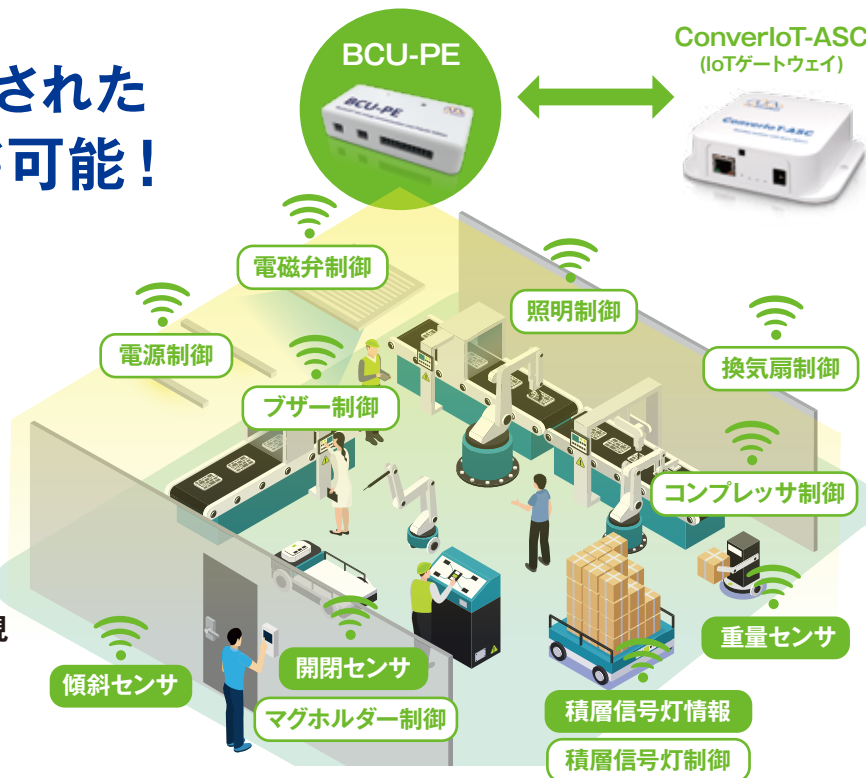 された
可能！
BCU-PE
ConverIoT-ASC
(IoTゲートウェイ)
BCU-PE
ConverIoT-ASC
電磁弁制御
照明制御
電源制御
換気扇制御
ブザー制御
コンプレッサ制御
重量センサ
傾斜センサ
開閉センサ
マグホルダー制御
積層信号灯情報
積層信号灯制御